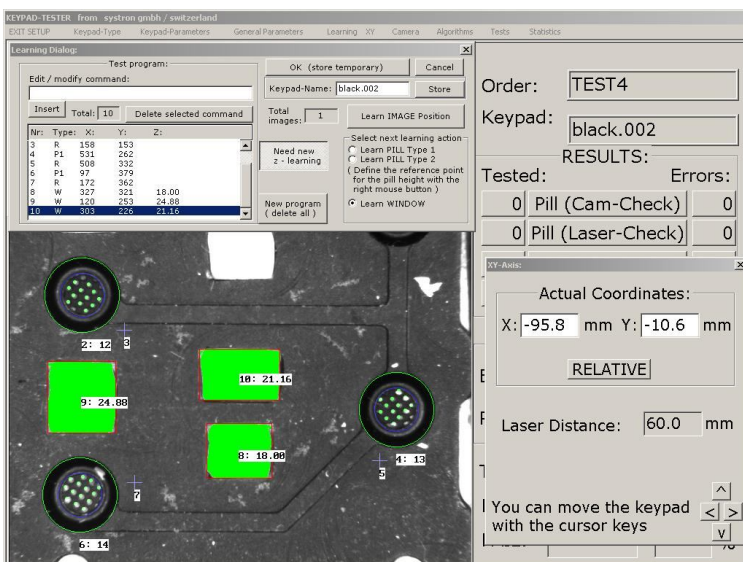 KEYPAD-TESTER from systron gmbh / switzerland
EXIT SETUP Keypad-Type Keypad-Parameters General Parameters Learning XY Camera Algorithms Tests Statistics
Learning Dialog:
Test program:
Edit / modify command:
Insert Total: 10 Delete selected command
Nr: Type: X: Y: Z:
3 R 158 153
4 P1 531 262
5 R 508 332
6 P1 97 379
7 R 172 362
8 W 327 321 18.00
9 W 120 253 24.88
10 W 303 226 21.16
OK (store temporary) Cancel
Keypad-Name: black.002 Store
Total images: 1 Learn IMAGE Position
Need new
z - learning
New program
( delete all )
Select next learning action
Learn PILL Type 1
Learn PILL Type 2
( Define the reference point
for the pill height with the
right mouse button )
Learn WINDOW
Order: TEST4
Keypad: black.002
RESULTS:
Tested: Errors:
0 Pill (Cam-Check) 0
0 Pill (Laser-Check) 0
XY-Axis:
Actual Coordinates:
X: -95.8 mm Y: -10.6 mm
RELATIVE
Laser Distance: 60.0 mm
You can move the keypad
with the cursor keys
^
< >
v
2: 12 3
10: 21.16
9: 24.88
8: 18.00
4: 13
5
7
6: 14